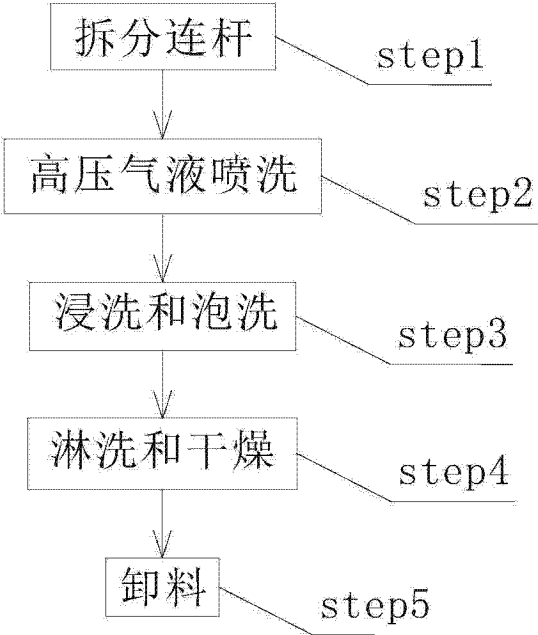 拆分连杆
step1
高压气液喷洗
step2
浸洗和泡洗
step3
淋洗和干燥
step4
卸料
step5